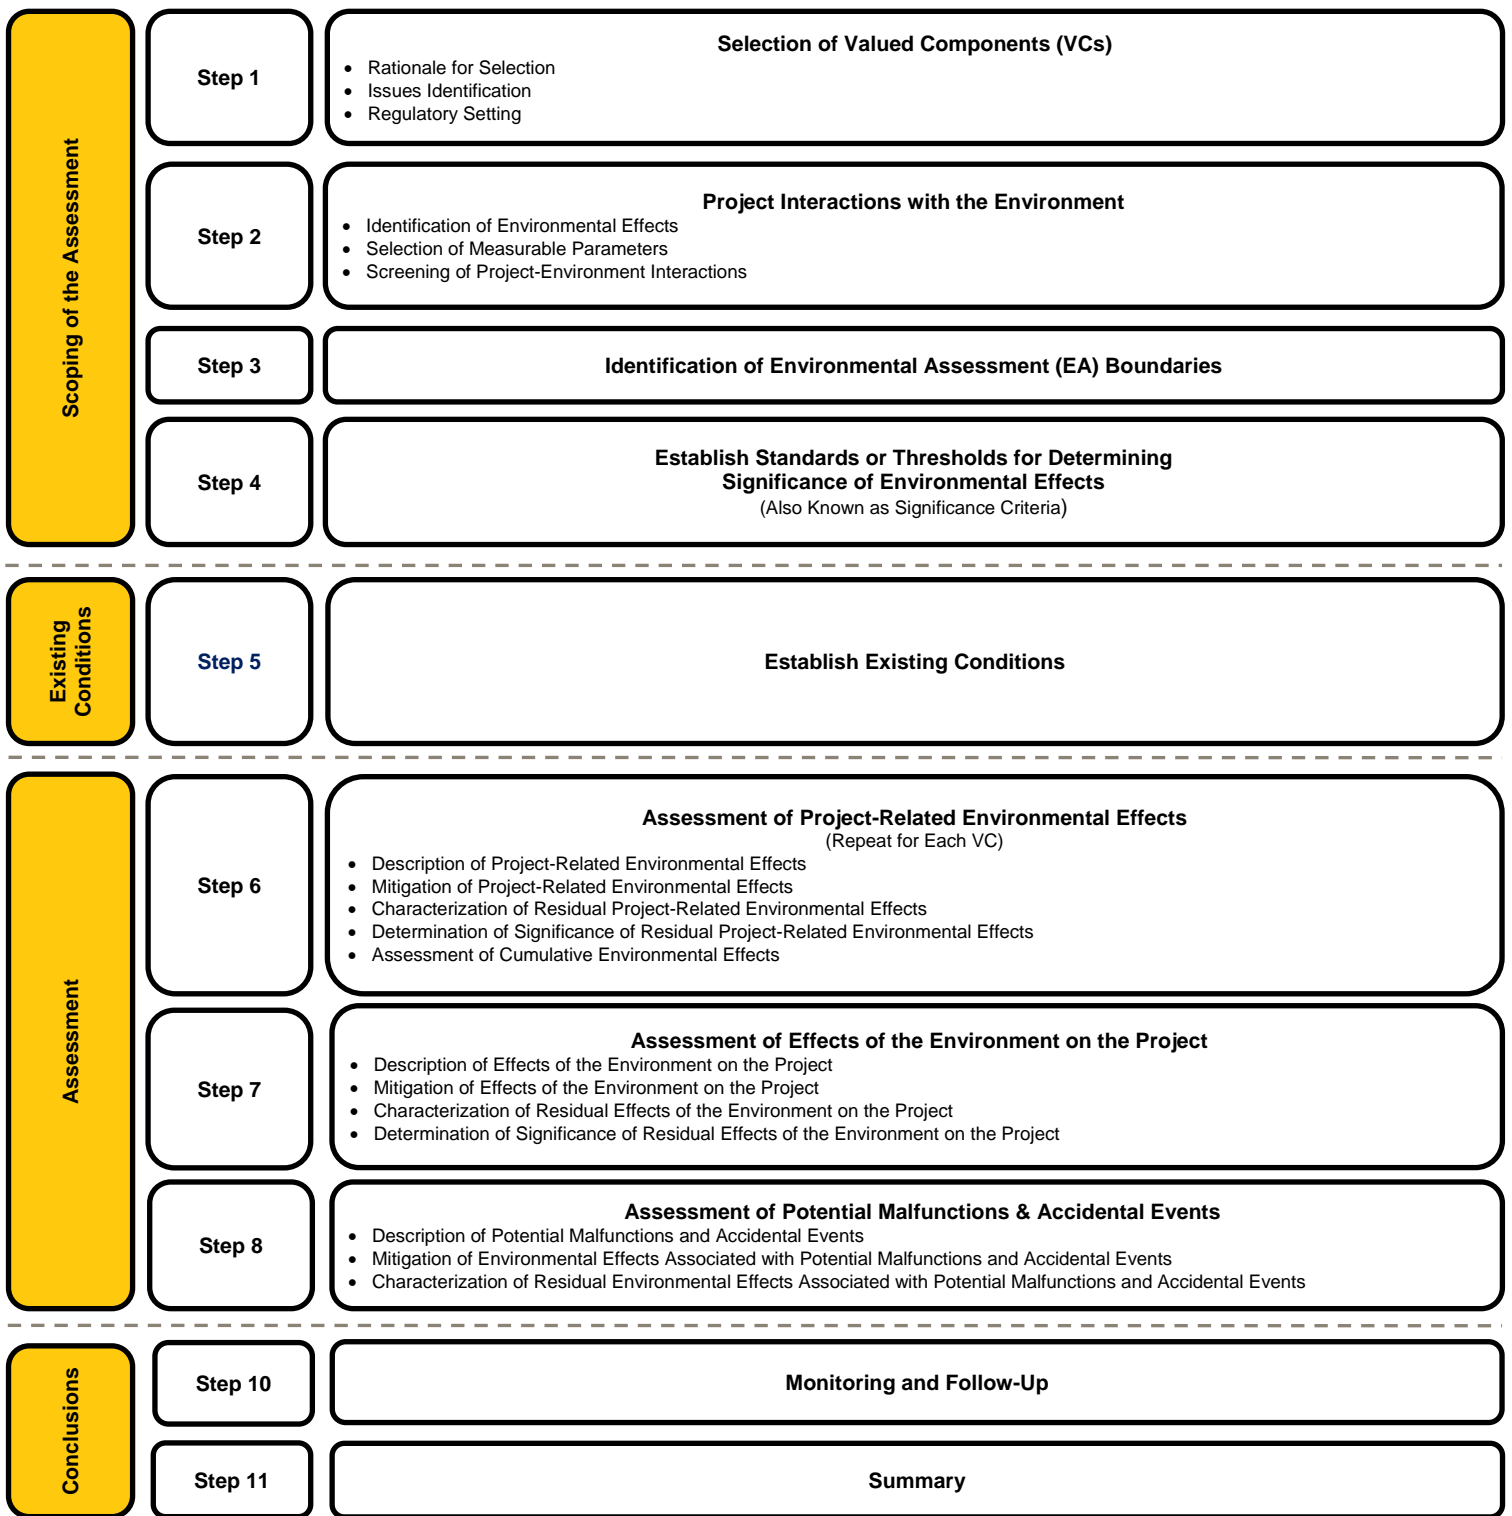 Scoping of the Assessment
Step 1
Selection of Valued Components (VCs)
• Rationale for Selection
• Issues Identification
• Regulatory Setting
Step 2
Project Interactions with the Environment
• Identification of Environmental Effects
• Selection of Measurable Parameters
• Screening of Project-Environment Interactions
Step 3
Identification of Environmental Assessment (EA) Boundaries
Step 4
Establish Standards or Thresholds for Determining
Significance of Environmental Effects
(Also Known as Significance Criteria)
Existing
Conditions
Step 5
Establish Existing Conditions
Assessment
Step 6
Assessment of Project-Related Environmental Effects
(Repeat for Each VC)
• Description of Project-Related Environmental Effects
• Mitigation of Project-Related Environmental Effects
• Characterization of Residual Project-Related Environmental Effects
• Determination of Significance of Residual Project-Related Environmental Effects
• Assessment of Cumulative Environmental Effects
Step 7
Assessment of Effects of the Environment on the Project
• Description of Effects of the Environment on the Project
• Mitigation of Effects of the Environment on the Project
• Characterization of Residual Effects of the Environment on the Project
• Determination of Significance of Residual Effects of the Environment on the Project
Step 8
Assessment of Potential Malfunctions & Accidental Events
• Description of Potential Malfunctions and Accidental Events
• Mitigation of Environmental Effects Associated with Potential Malfunctions and Accidental Events
• Characterization of Residual Environmental Effects Associated with Potential Malfunctions and Accidental Events
Conclusions
Step 10
Monitoring and Follow-Up
Step 11
Summary